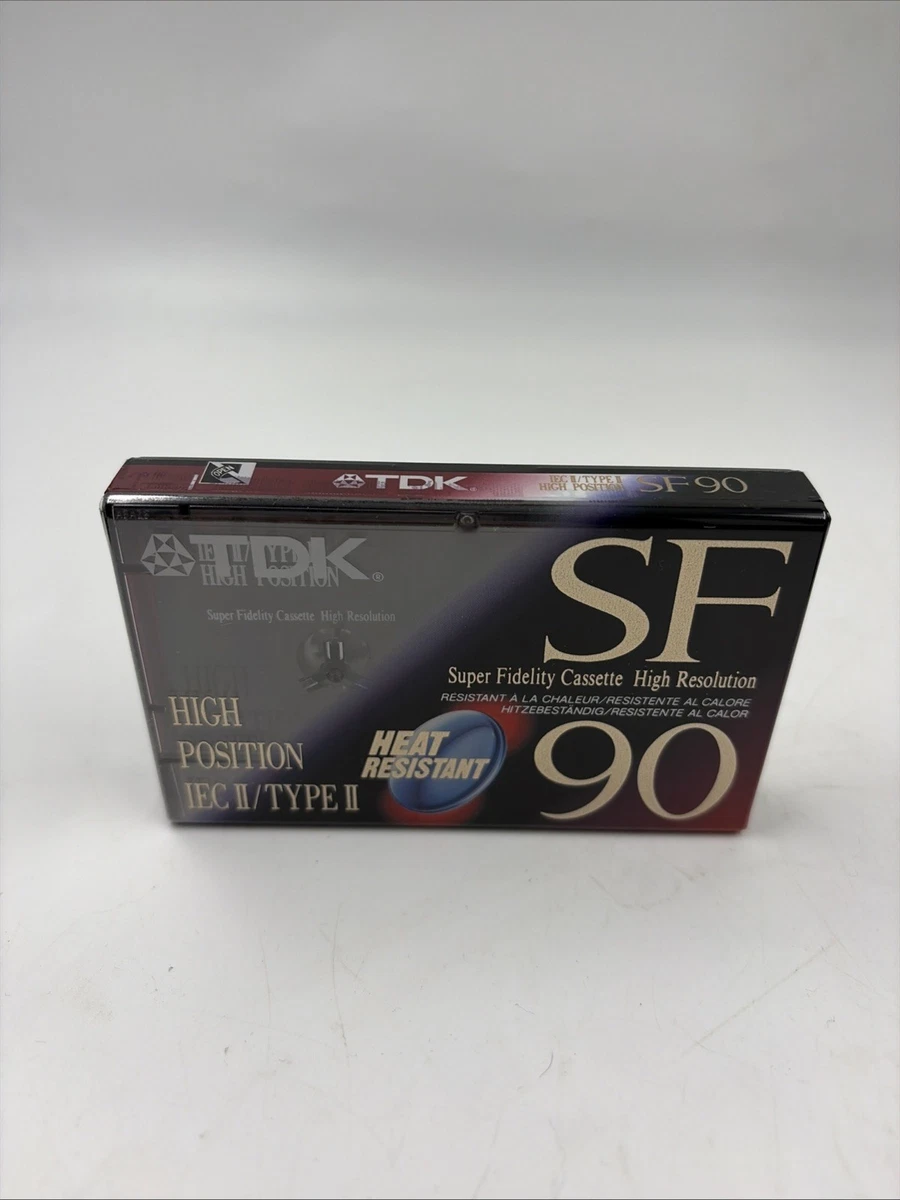 OPEN
TDK
IEC II/TYPE II
HIGH POSITION
SF 90
TDK®
IEC II/TYPE
HIGH POSITION
Super Fidelity Cassette High Resolution
SF
Super Fidelity Cassette High Resolution
RÉSISTANT À LA CHALEUR/RESISTENTE AL CALORE
HITZEBESTÄNDIG/RESISTENTE AL CALOR
HIGH
POSITION
IEC II/TYPE II
HEAT
RESISTANT
90